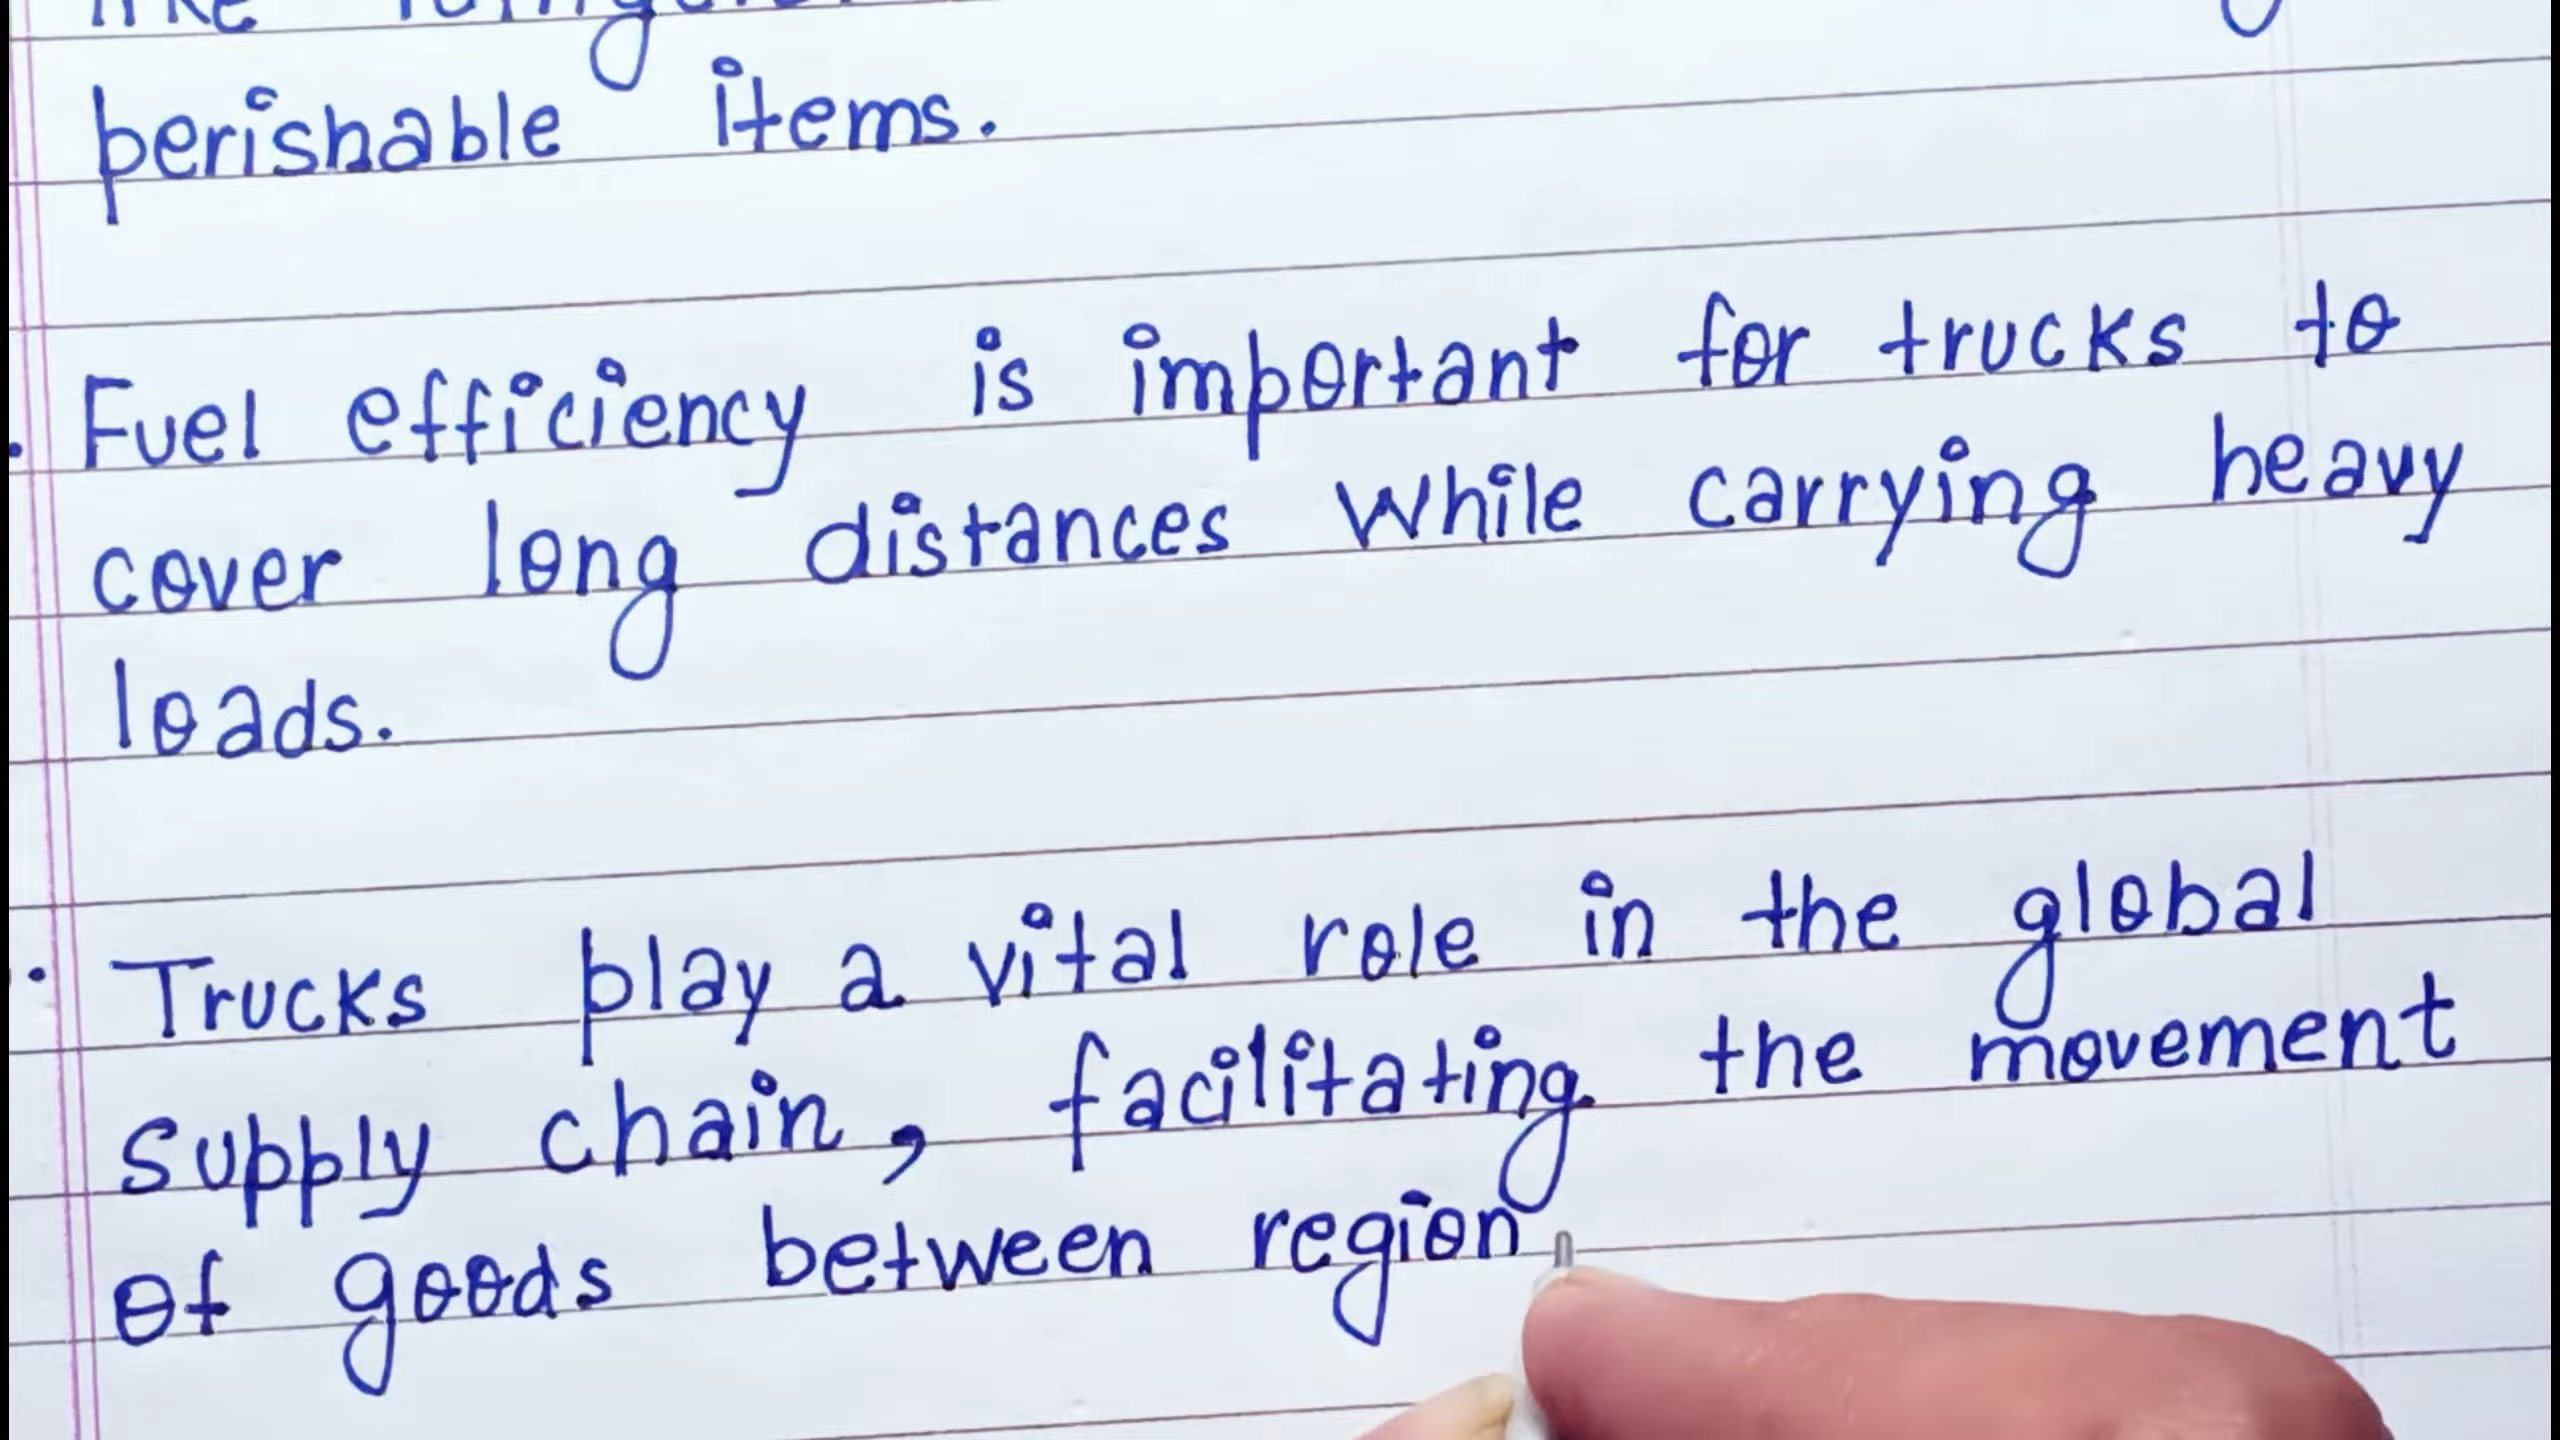 like
perishable items.
. Fuel efficiency is important for trucks to
cover long distances while carrying heavy
loads.
. Trucks play a vital role in the global
supply chain, facilitating the movement
of goods between region